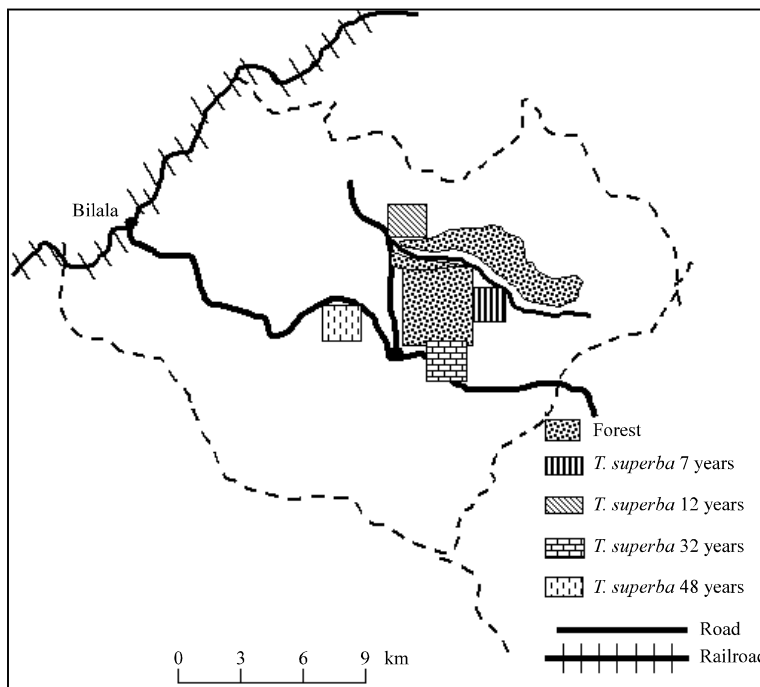 Bilala
Forest
T. superba 7 years
T. superba 12 years
T. superba 32 years
T. superba 48 years
Road
Railroad
0 3 6 9 km